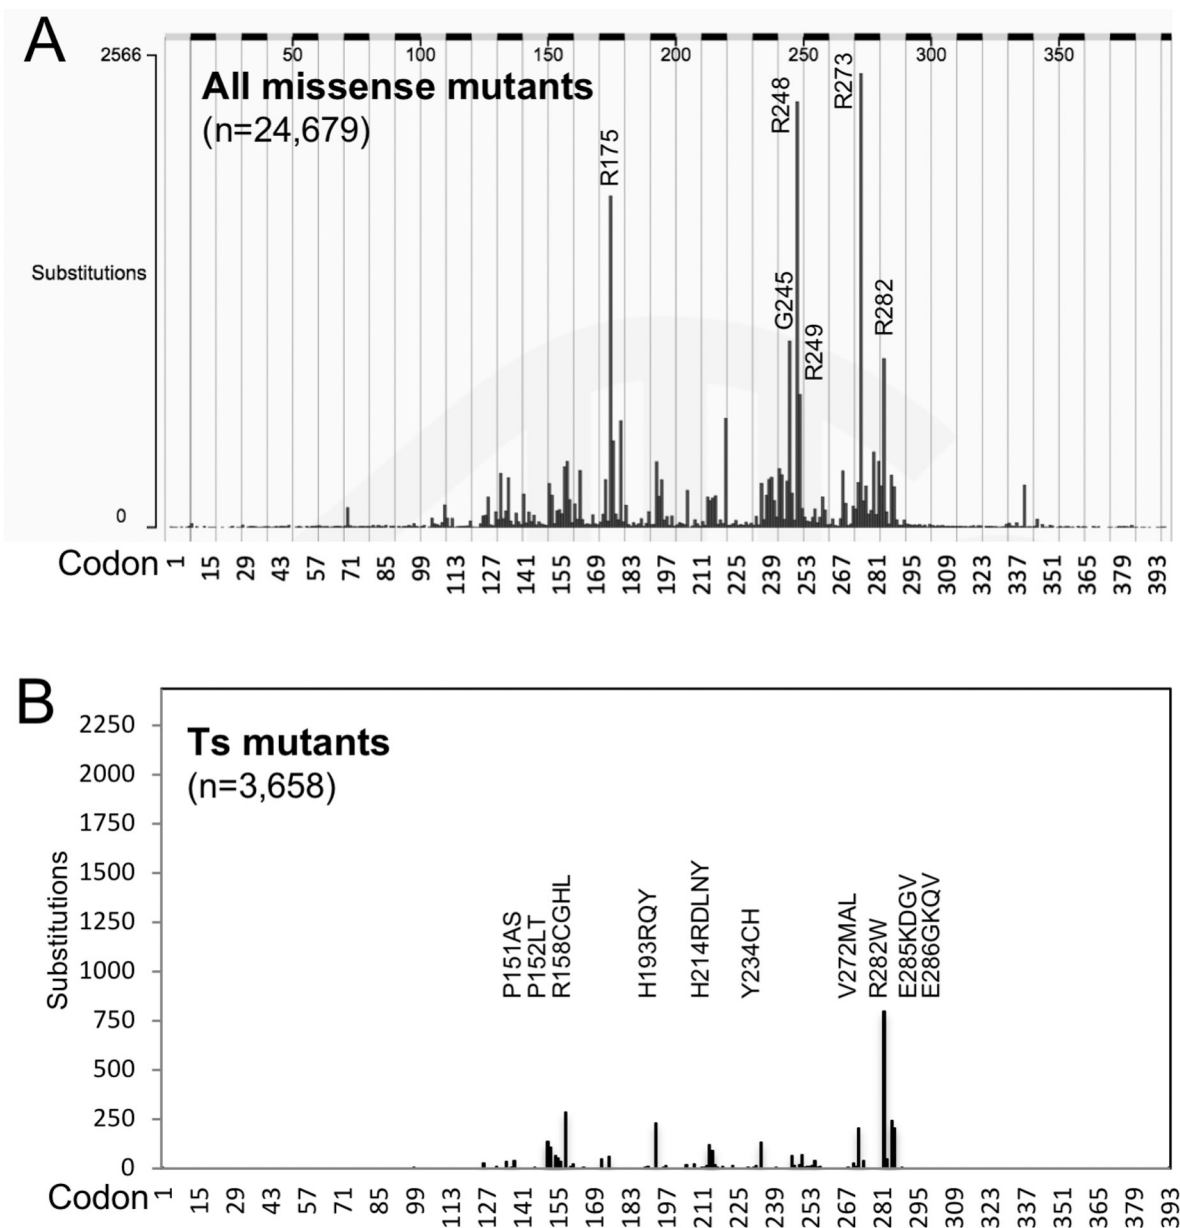 A
50 100 150 200 250 300 350
2566
All missense mutants
(n=24,679)
R175
R248
R273
G245
R249
R282
Substitutions
0
Codon 1 15 29 43 57 71 85 99 113 127 141 155 169 183 197 211 225 239 253 267 281 295 309 323 337 351 365 379 393
B
Ts mutants
(n=3,658)
2250
2000
1750
1500
1250
1000
750
500
250
0
Substitutions
P151AS
P152LT
R158CGHL
H193RQY
H214RDLNY
Y234CH
V272MAL
R282W
E285KDGV
E286GKQV
Codon 1 15 29 43 57 71 85 99 113 127 141 155 169 183 197 211 225 239 253 267 281 295 309 323 337 351 365 379 393